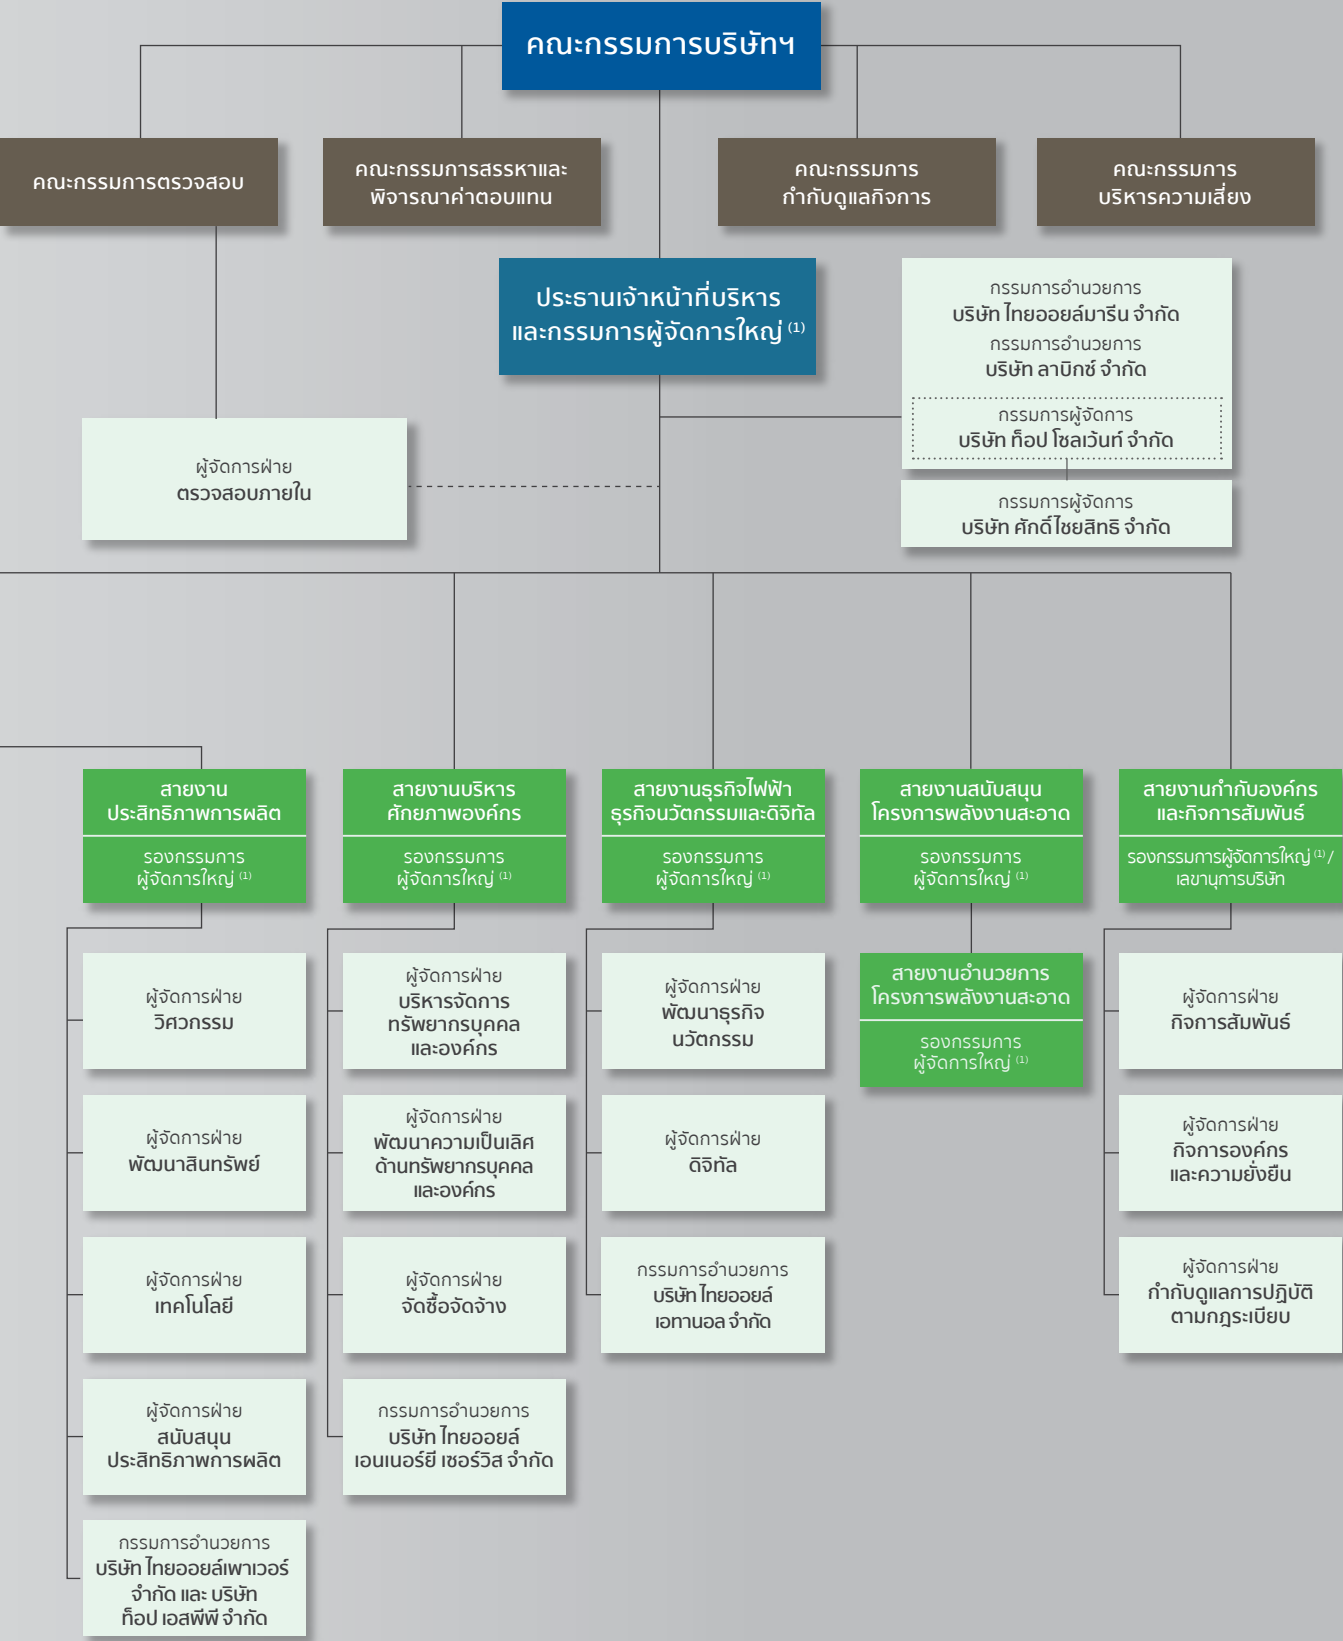 คณะกรรมการบริษัทฯ
คณะกรรมการตรวจสอบ
คณะกรรมการสรรหาและ
พิจารณาค่าตอบแทน
คณะกรรมการ
กำกับดูแลกิจการ
คณะกรรมการ
บริหารความเสี่ยง
ประธานเจ้าหน้าที่บริหาร
และกรรมการผู้จัดการใหญ่ (1)
กรรมการอำนวยการ
บริษัท ไทยออยล์มารีน จำกัด
กรรมการอำนวยการ
บริษัท ลาบิกซ์ จำกัด
กรรมการผู้จัดการ
บริษัท ท็อป โซลเว้นท์ จำกัด
กรรมการผู้จัดการ
บริษัท ศักดิ์ไชยสิทธิ จำกัด
ผู้จัดการฝ่าย
ตรวจสอบภายใน
สายงาน
ประสิทธิภาพการผลิต
รองกรรมการ
ผู้จัดการใหญ่ (1)
ผู้จัดการฝ่าย
วิศวกรรม
ผู้จัดการฝ่าย
พัฒนาสินทรัพย์
ผู้จัดการฝ่าย
เทคโนโลยี
ผู้จัดการฝ่าย
สนับสนุน
ประสิทธิภาพการผลิต
กรรมการอำนวยการ
บริษัท ไทยออยล์เพาเวอร์
จำกัด และ บริษัท
ท็อป เอสพีพี จำกัด
สายงานบริหาร
ศักยภาพองค์กร
รองกรรมการ
ผู้จัดการใหญ่ (1)
ผู้จัดการฝ่าย
บริหารจัดการ
ทรัพยากรบุคคล
และองค์กร
ผู้จัดการฝ่าย
พัฒนาความเป็นเลิศ
ด้านทรัพยากรบุคคล
และองค์กร
ผู้จัดการฝ่าย
จัดซื้อจัดจ้าง
กรรมการอำนวยการ
บริษัท ไทยออยล์
เอนเนอร์ยี เซอร์วิส จำกัด
สายงานธุรกิจไฟฟ้า
ธุรกิจนวัตกรรมและดิจิทัล
รองกรรมการ
ผู้จัดการใหญ่ (1)
ผู้จัดการฝ่าย
พัฒนาธุรกิจ
นวัตกรรม
ผู้จัดการฝ่าย
ดิจิทัล
กรรมการอำนวยการ
บริษัท ไทยออยล์
เอทานอล จำกัด
สายงานสนับสนุน
โครงการพลังงานสะอาด
รองกรรมการ
ผู้จัดการใหญ่ (1)
สายงานอำนวยการ
โครงการพลังงานสะอาด
รองกรรมการ
ผู้จัดการใหญ่ (1)
สายงานกำกับองค์กร
และกิจการสัมพันธ์
รองกรรมการผู้จัดการใหญ่ (1) /
เลขานุการบริษัท
ผู้จัดการฝ่าย
กิจการสัมพันธ์
ผู้จัดการฝ่าย
กิจการองค์กร
และความยั่งยืน
ผู้จัดการฝ่าย
กำกับดูแลการปฏิบัติ
ตามกฎระเบียบ